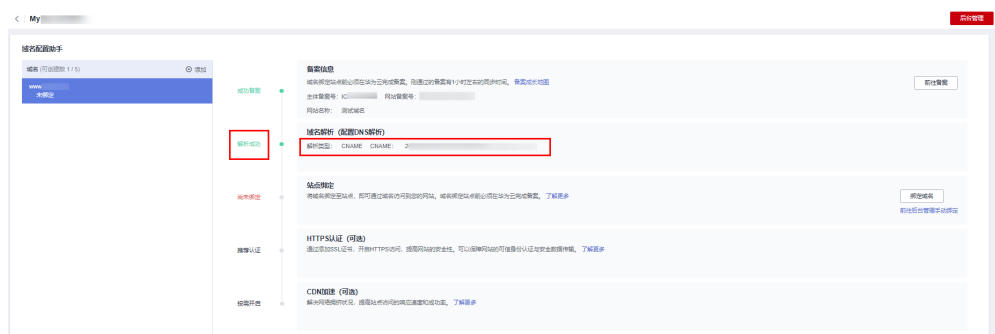 My
后台管理
域名配置助手
域名 (可创建数 1 / 5) 添加
www.
未绑定
成功备案
备案信息
域名绑定站点前必须在华为云完成备案，刚通过的备案有1小时左右的同步时间。 备案成长地图
前往备案
主体备案号： IC 网站备案号：
网站名称： 测试域名
解析成功
域名解析（配置DNS解析）
解析类型： CNAME CNAME： 2
尚未绑定
站点绑定
将域名绑定至站点，即可通过域名访问到您的网站。域名绑定站点前必须在华为云完成备案。 了解更多
绑定域名
前往后台管理手动绑定
推荐认证
HTTPS认证（可选）
通过添加SSL证书，开启HTTPS访问，提高网站的安全性。可以保障网站的可信身份认证与安全数据传输。 了解更多
按需开启
CDN加速（可选）
解决网络拥挤状况，提高站点访问的响应速度和成功率。 了解更多